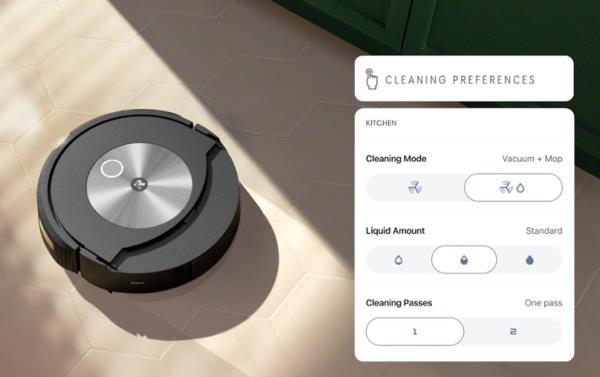 CLEANING PREFERENCES
KITCHEN
Cleaning Mode Vacuum + Mop
Liquid Amount Standard
Cleaning Passes One pass
1 2